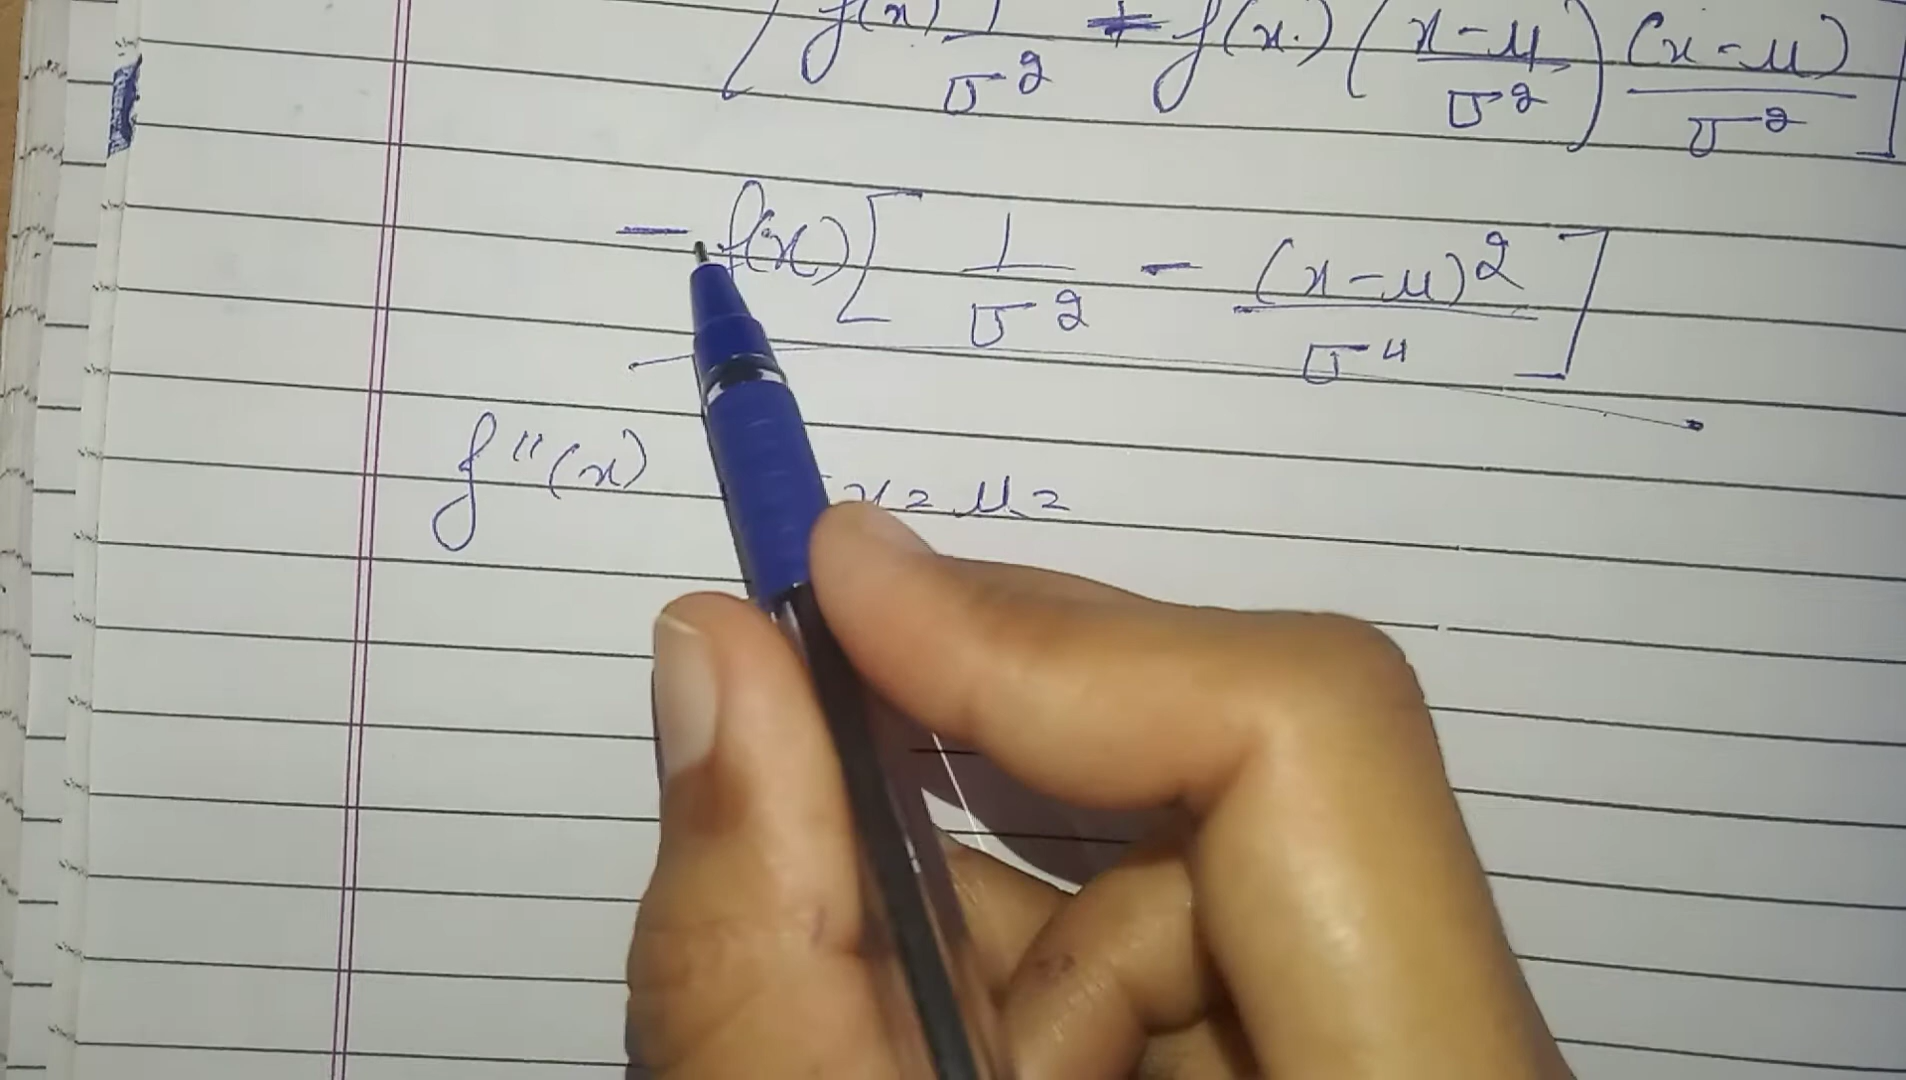 [f(x) 1/σ² + f(x) ((x-μ)/σ²) (x-μ)/σ²]
- f(x) [1/σ² - (x-μ)²/σ⁴]
f''(x) x = μ =